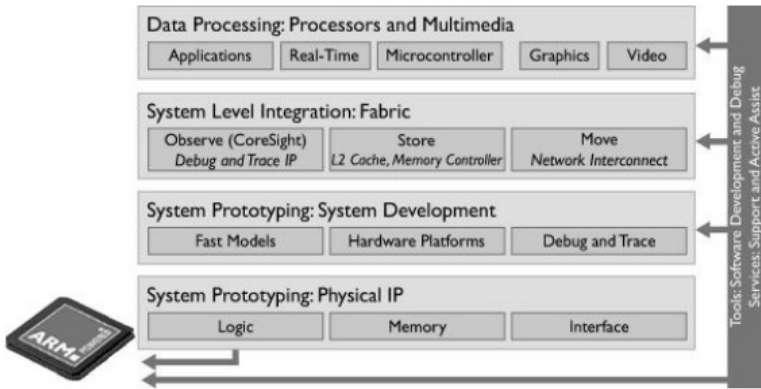 Data Processing: Processors and Multimedia
Applications
Real-Time
Microcontroller
Graphics
Video
System Level Integration: Fabric
Observe (CoreSight)
Debug and Trace IP
Store
L2 Cache, Memory Controller
Move
Network Interconnect
System Prototyping: System Development
Fast Models
Hardware Platforms
Debug and Trace
System Prototyping: Physical IP
Logic
Memory
Interface
Tools: Software Development and Debug
Services: Support and Active Assist
ARM
POWERED